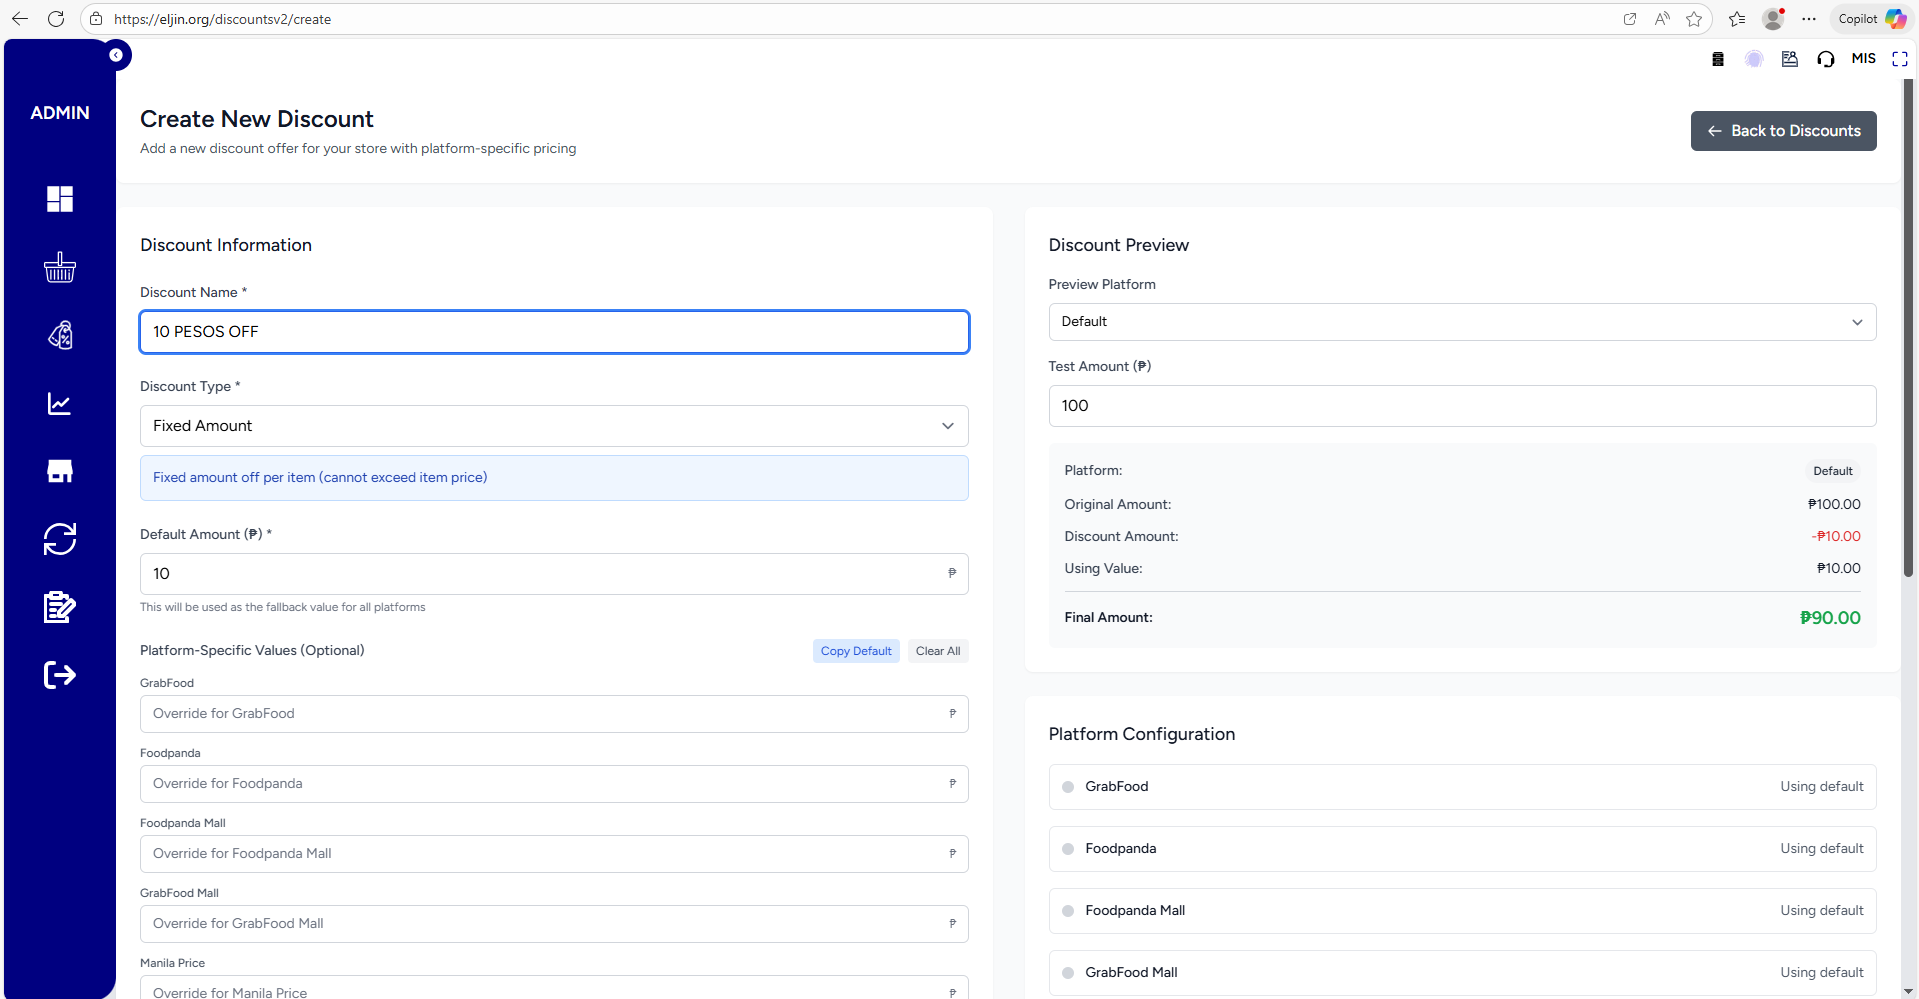 https://eljin.org/discountsv2/create
Copilot
MIS
ADMIN
Create New Discount
Add a new discount offer for your store with platform-specific pricing
← Back to Discounts
Discount Information
Discount Name *
10 PESOS OFF
Discount Type *
Fixed Amount
Fixed amount off per item (cannot exceed item price)
Default Amount (₱) *
10 ₱
This will be used as the fallback value for all platforms
Platform-Specific Values (Optional)
Copy Default
Clear All
GrabFood
Override for GrabFood ₱
Foodpanda
Override for Foodpanda ₱
Foodpanda Mall
Override for Foodpanda Mall ₱
GrabFood Mall
Override for GrabFood Mall ₱
Manila Price
Override for Manila Price ₱
Discount Preview
Preview Platform
Default
Test Amount (₱)
100
Platform: Default
Original Amount: ₱100.00
Discount Amount: -₱10.00
Using Value: ₱10.00
Final Amount: ₱90.00
Platform Configuration
GrabFood Using default
Foodpanda Using default
Foodpanda Mall Using default
GrabFood Mall Using default